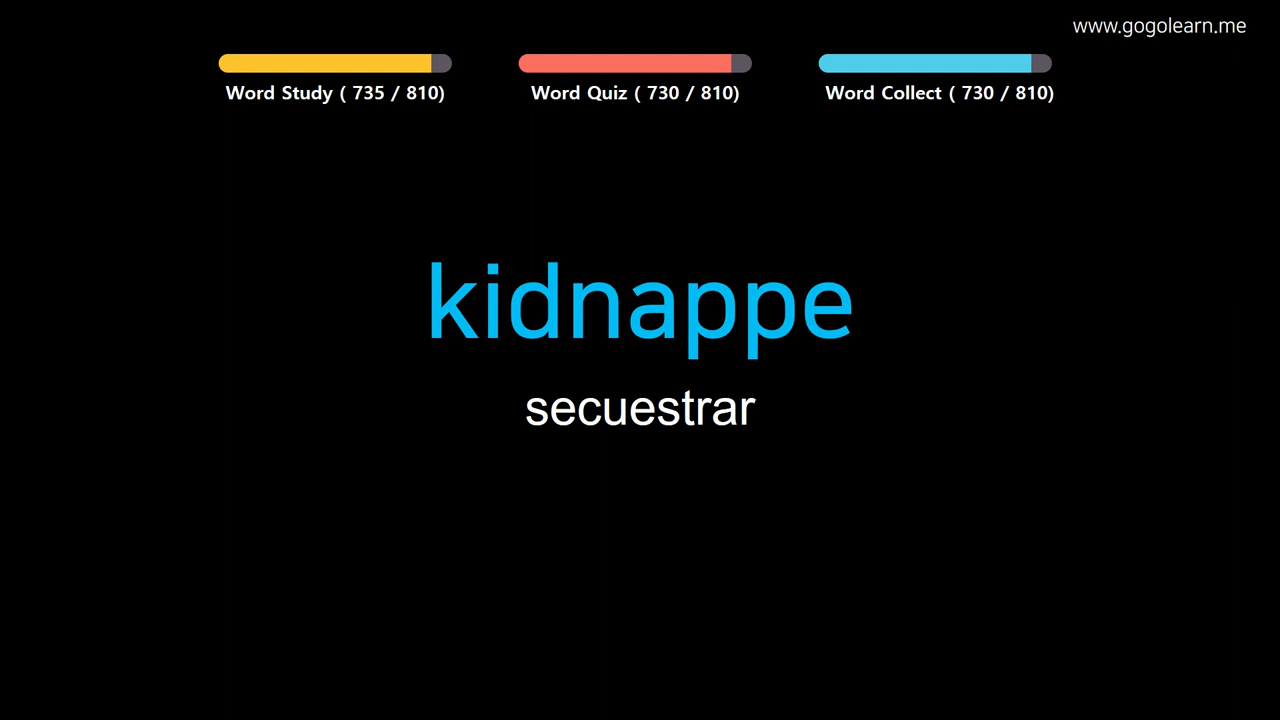 www.gogolearn.me
Word Study ( 735 / 810)
Word Quiz ( 730 / 810)
Word Collect ( 730 / 810)
kidnappe
secuestrar